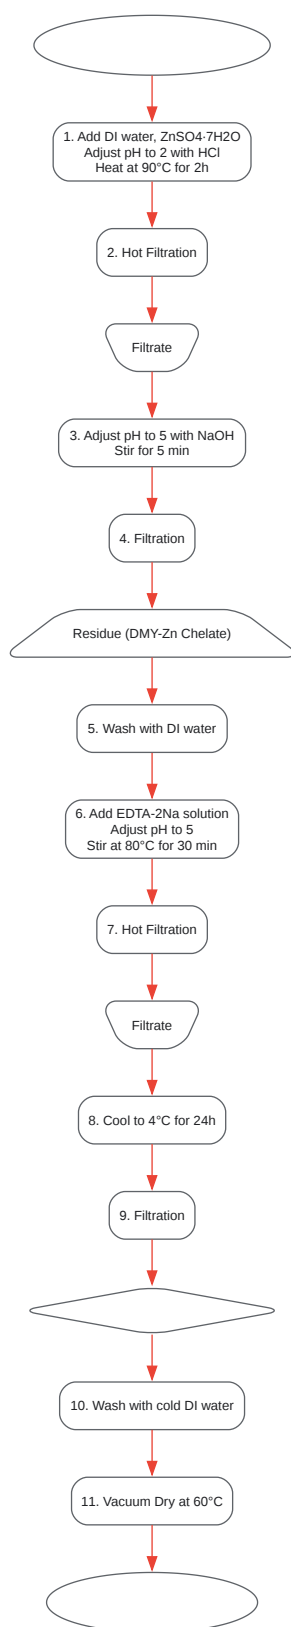 1. Add DI water, ZnSO4·7H2O
Adjust pH to 2 with HCl
Heat at 90°C for 2h
2. Hot Filtration
Filtrate
3. Adjust pH to 5 with NaOH
Stir for 5 min
4. Filtration
Residue (DMY-Zn Chelate)
5. Wash with DI water
6. Add EDTA-2Na solution
Adjust pH to 5
Stir at 80°C for 30 min
7. Hot Filtration
Filtrate
8. Cool to 4°C for 24h
9. Filtration
10. Wash with cold DI water
11. Vacuum Dry at 60°C